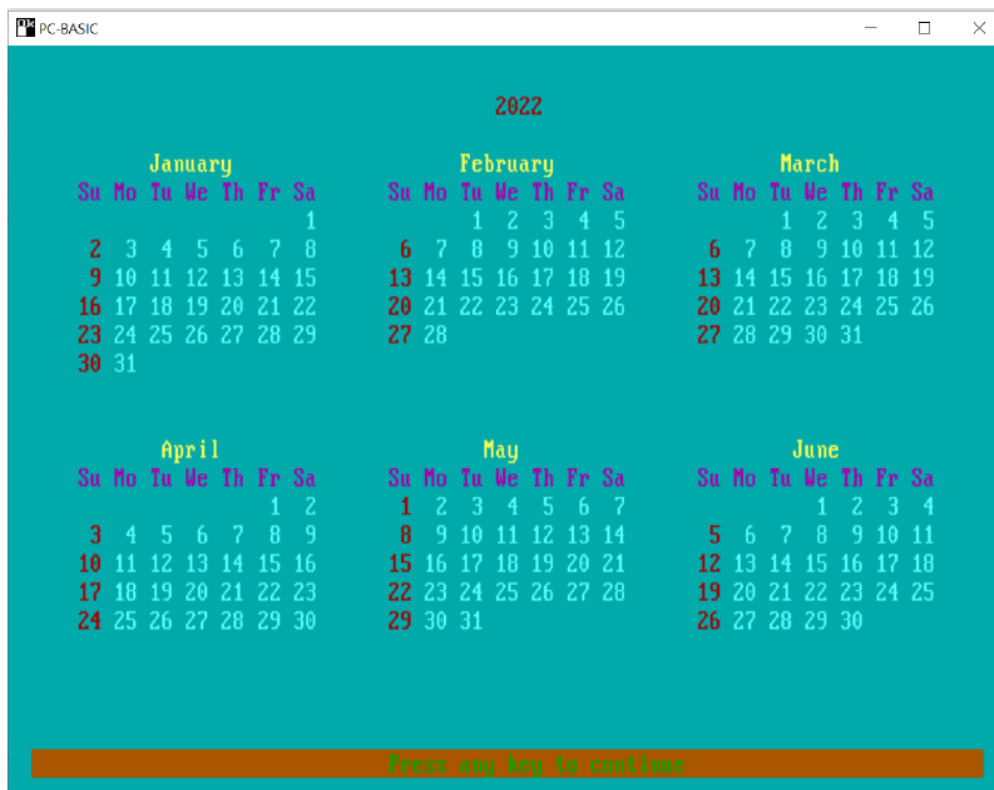 PC-BASIC
2022
January February March
Su Mo Tu We Th Fr Sa Su Mo Tu We Th Fr Sa Su Mo Tu We Th Fr Sa
1 1 2 3 4 5 1 2 3 4 5
2 3 4 5 6 7 8 6 7 8 9 10 11 12 6 7 8 9 10 11 12
9 10 11 12 13 14 15 13 14 15 16 17 18 19 13 14 15 16 17 18 19
16 17 18 19 20 21 22 20 21 22 23 24 25 26 20 21 22 23 24 25 26
23 24 25 26 27 28 29 27 28 27 28 29 30 31
30 31
April May June
Su Mo Tu We Th Fr Sa Su Mo Tu We Th Fr Sa Su Mo Tu We Th Fr Sa
1 2 1 2 3 4 5 6 7 1 2 3 4
3 4 5 6 7 8 9 8 9 10 11 12 13 14 5 6 7 8 9 10 11
10 11 12 13 14 15 16 15 16 17 18 19 20 21 12 13 14 15 16 17 18
17 18 19 20 21 22 23 22 23 24 25 26 27 28 19 20 21 22 23 24 25
24 25 26 27 28 29 30 29 30 31 26 27 28 29 30
Press any key to continue